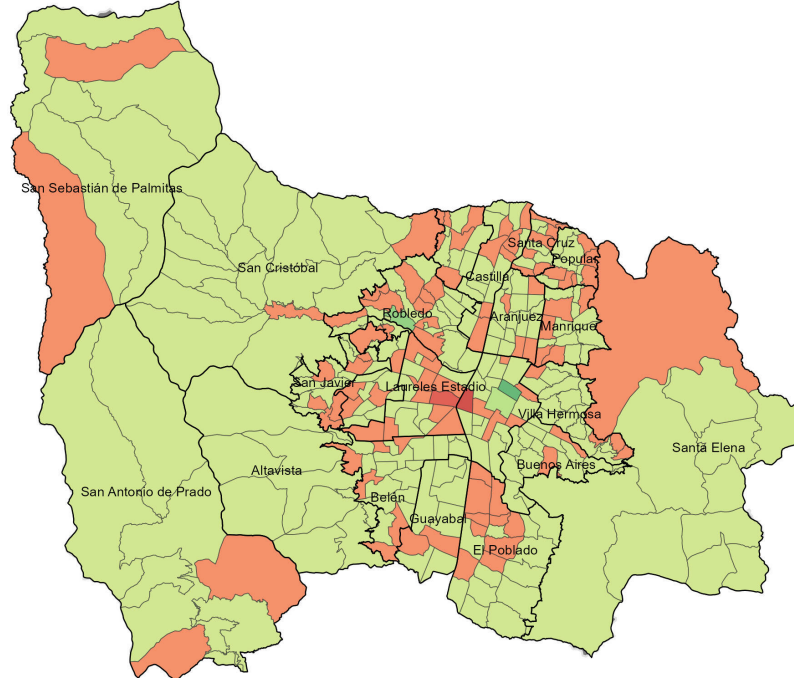 San Sebastián de Palmitas
San Cristóbal
Santa Cruz
Popular
Castilla
Robledo
Aranjuez
Manrique
San Javier
Laureles Estadio
Villa Hermosa
Santa Elena
Buenos Aires
Altavista
San Antonio de Prado
Belén
Guayabal
El Poblado